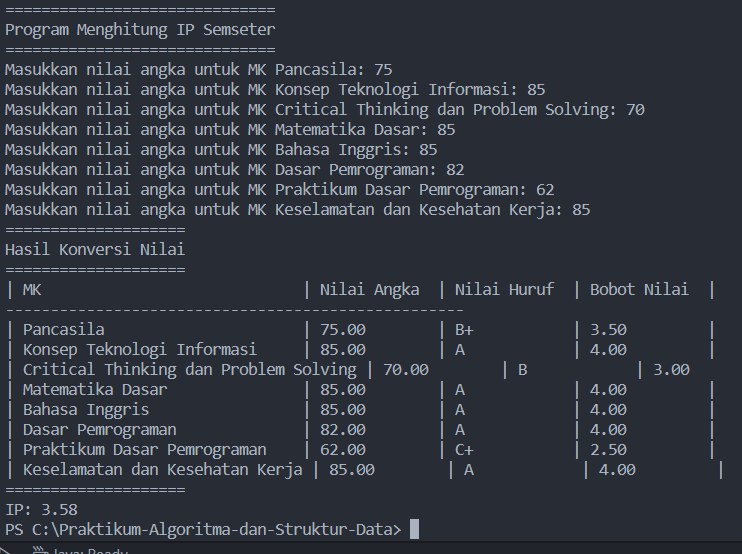 ==============================
Program Menghitung IP Semseter
==============================
Masukkan nilai angka untuk MK Pancasila: 75
Masukkan nilai angka untuk MK Konsep Teknologi Informasi: 85
Masukkan nilai angka untuk MK Critical Thinking dan Problem Solving: 70
Masukkan nilai angka untuk MK Matematika Dasar: 85
Masukkan nilai angka untuk MK Bahasa Inggris: 85
Masukkan nilai angka untuk MK Dasar Pemrograman: 82
Masukkan nilai angka untuk MK Praktikum Dasar Pemrograman: 62
Masukkan nilai angka untuk MK Keselamatan dan Kesehatan Kerja: 85
====================
Hasil Konversi Nilai
====================
| MK                             | Nilai Angka  | Nilai Huruf  | Bobot Nilai  |
---------------------------------------------------
| Pancasila                      | 75.00        | B+           | 3.50         |
| Konsep Teknologi Informasi     | 85.00        | A            | 4.00         |
| Critical Thinking dan Problem Solving | 70.00        | B            | 3.00
| Matematika Dasar               | 85.00        | A            | 4.00         |
| Bahasa Inggris                 | 85.00        | A            | 4.00         |
| Dasar Pemrograman              | 82.00        | A            | 4.00         |
| Praktikum Dasar Pemrograman    | 62.00        | C+           | 2.50         |
| Keselamatan dan Kesehatan Kerja | 85.00        | A            | 4.00         |
====================
IP: 3.58
PS C:\Praktikum-Algoritma-dan-Struktur-Data>
Java: Ready